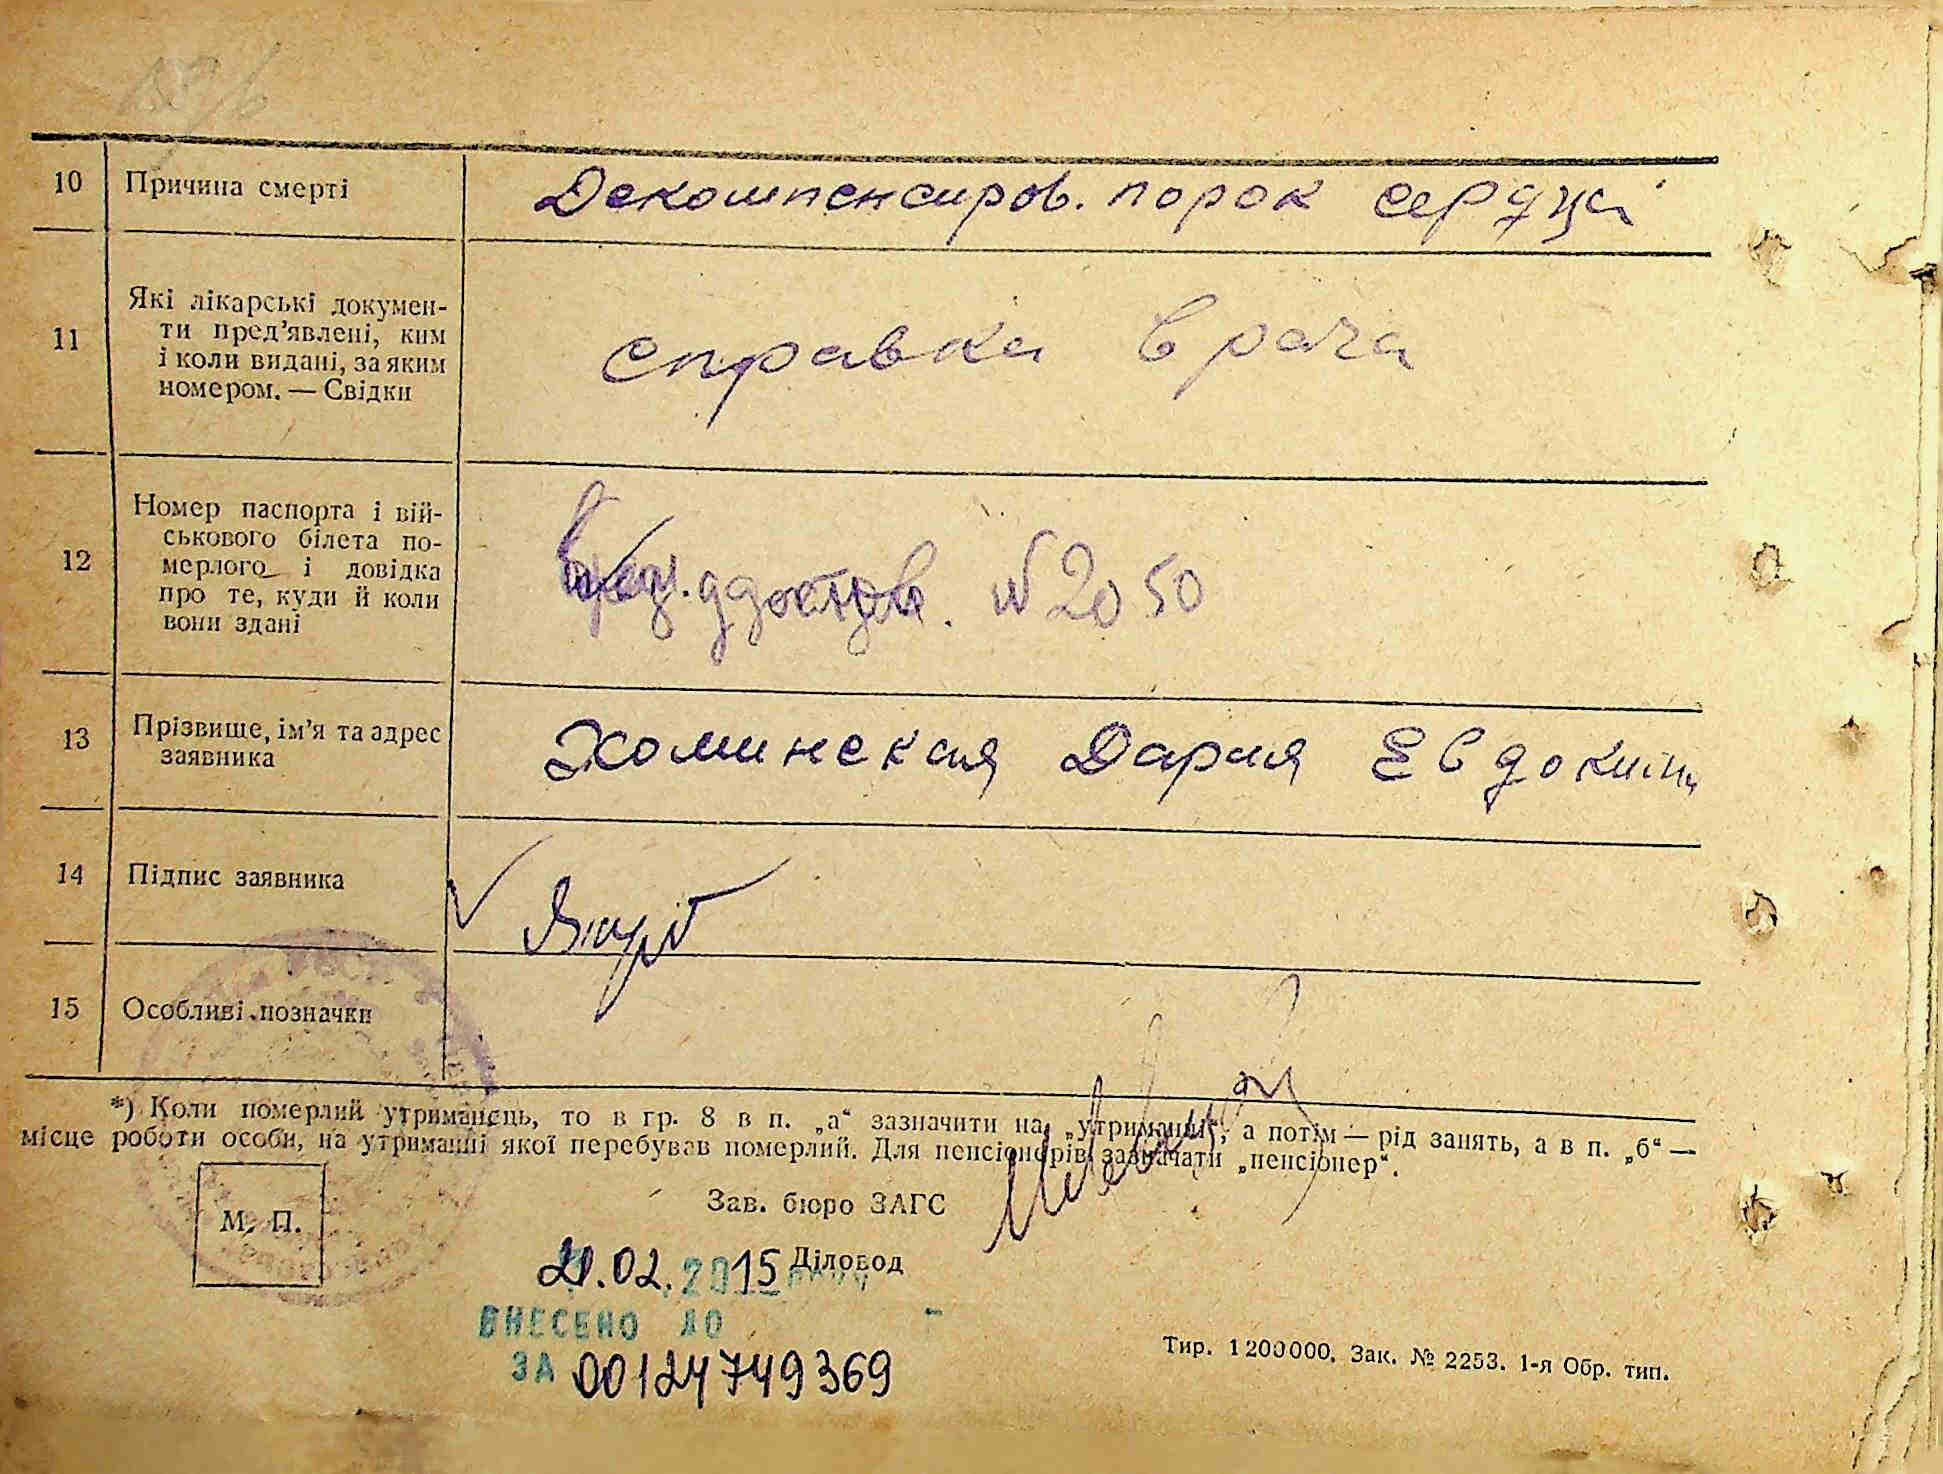 10 Причина смерті Декомпенсиров. порок сердца
11 Які лікарські докумен-
ти пред'явлені, ким
і коли видані, за яким
номером. — Свідки
справка врача
12 Номер паспорта і вій-
ськового білета по-
мерлого і довідка
про те, куди й коли
вони здані
№ 2050
13 Прізвище, ім'я та адрес
заявника
Хоминская Дария Евдоким
14 Підпис заявника
15 Особливі позначки
*) Коли померлий утриманець, то в гр. 8 в п. „а“ зазначити на „утриманні“, а потім — рід занять, а в п. „б“ —
місце роботи особи, на утриманні якої перебував померлий. Для пенсіонерів зазначати „пенсіонер“.
М. П.
Зав. бюро ЗАГС
Діловод
21.02.2015
ВНЕСЕНО ДО
ЗА 00124749369
Тир. 1200000. Зак. № 2253. 1-я Обр. тип.